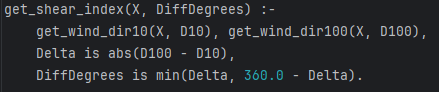 get_shear_index(X, DiffDegrees) :-
    get_wind_dir10(X, D10), get_wind_dir100(X, D100),
    Delta is abs(D100 - D10),
    DiffDegrees is min(Delta, 360.0 - Delta).